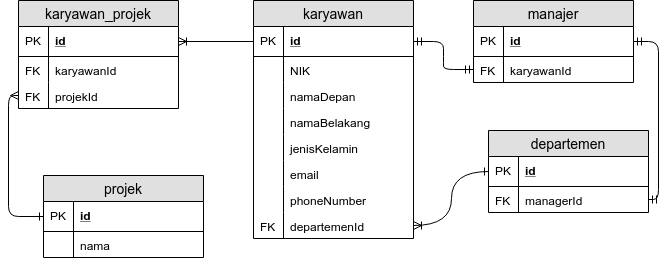 karyawan_projek
PK id
FK karyawanId
FK projekId
karyawan
PK id
NIK
namaDepan
namaBelakang
jenisKelamin
email
phoneNumber
FK departemenId
manajer
PK id
FK karyawanId
departemen
PK id
FK managerId
projek
PK id
nama